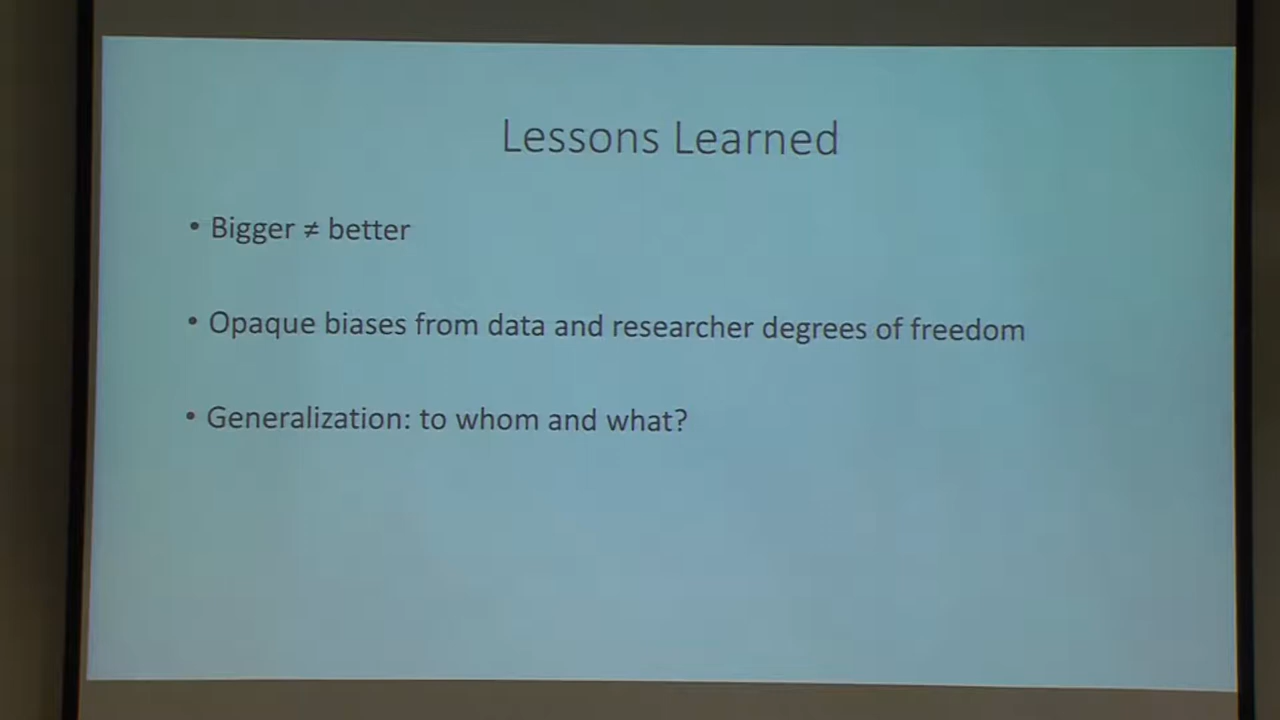 Lessons Learned
• Bigger ≠ better
• Opaque biases from data and researcher degrees of freedom
• Generalization: to whom and what?